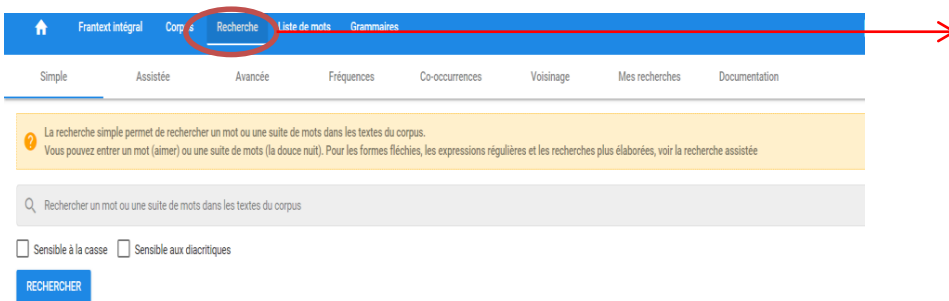 Frantext intégral Corpus Recherche Liste de mots Grammaires
Simple Assistée Avancée Fréquences Co-occurrences Voisinage Mes recherches Documentation
La recherche simple permet de rechercher un mot ou une suite de mots dans les textes du corpus.
Vous pouvez entrer un mot (aimer) ou une suite de mots (la douce nuit). Pour les formes fléchies, les expressions régulières et les recherches plus élaborées, voir la recherche assistée
Rechercher un mot ou une suite de mots dans les textes du corpus
Sensible à la casse Sensible aux diacritiques
RECHERCHER